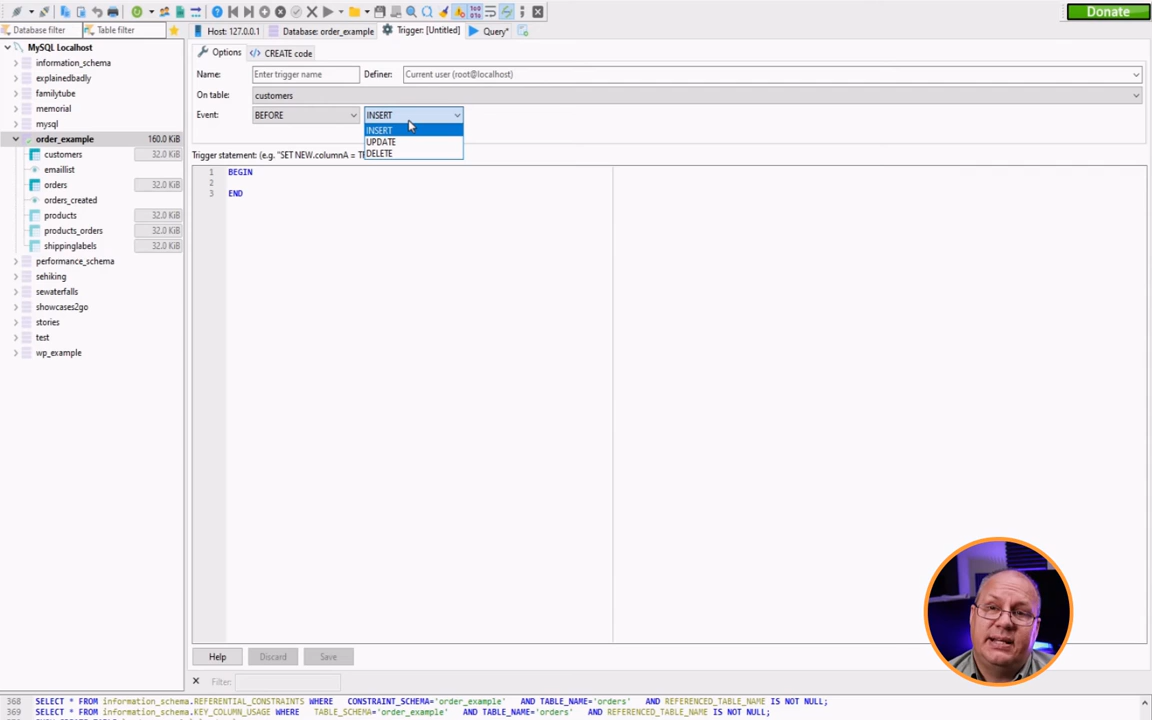 Donate
Database filter
Table filter
Host: 127.0.0.1
Database: order_example
Trigger: [Untitled]
Query*
MySQL Localhost
information_schema
explainedbadly
familytube
memorial
mysql
order_example 160.0 KiB
customers 32.0 KiB
emaillist
orders 32.0 KiB
orders_created
products 32.0 KiB
products_orders 32.0 KiB
shippinglabels 32.0 KiB
performance_schema
sehiking
sewaterfalls
showcases2go
stories
test
wp_example
Options
CREATE code
Name: Enter trigger name Definer: Current user (root@localhost)
On table: customers
Event: BEFORE INSERT
INSERT
UPDATE
DELETE
Trigger statement: (e.g. "SET NEW.columnA =
1 BEGIN
2
3 END
Help Discard Save
Filter:
368 SELECT * FROM information_schema.REFERENTIAL_CONSTRAINTS WHERE CONSTRAINT_SCHEMA='order_example' AND TABLE_NAME='orders' AND REFERENCED_TABLE_NAME IS NOT NULL;
369 SELECT * FROM information_schema.KEY_COLUMN_USAGE WHERE TABLE_SCHEMA='order_example' AND TABLE_NAME='orders' AND REFERENCED_TABLE_NAME IS NOT NULL;